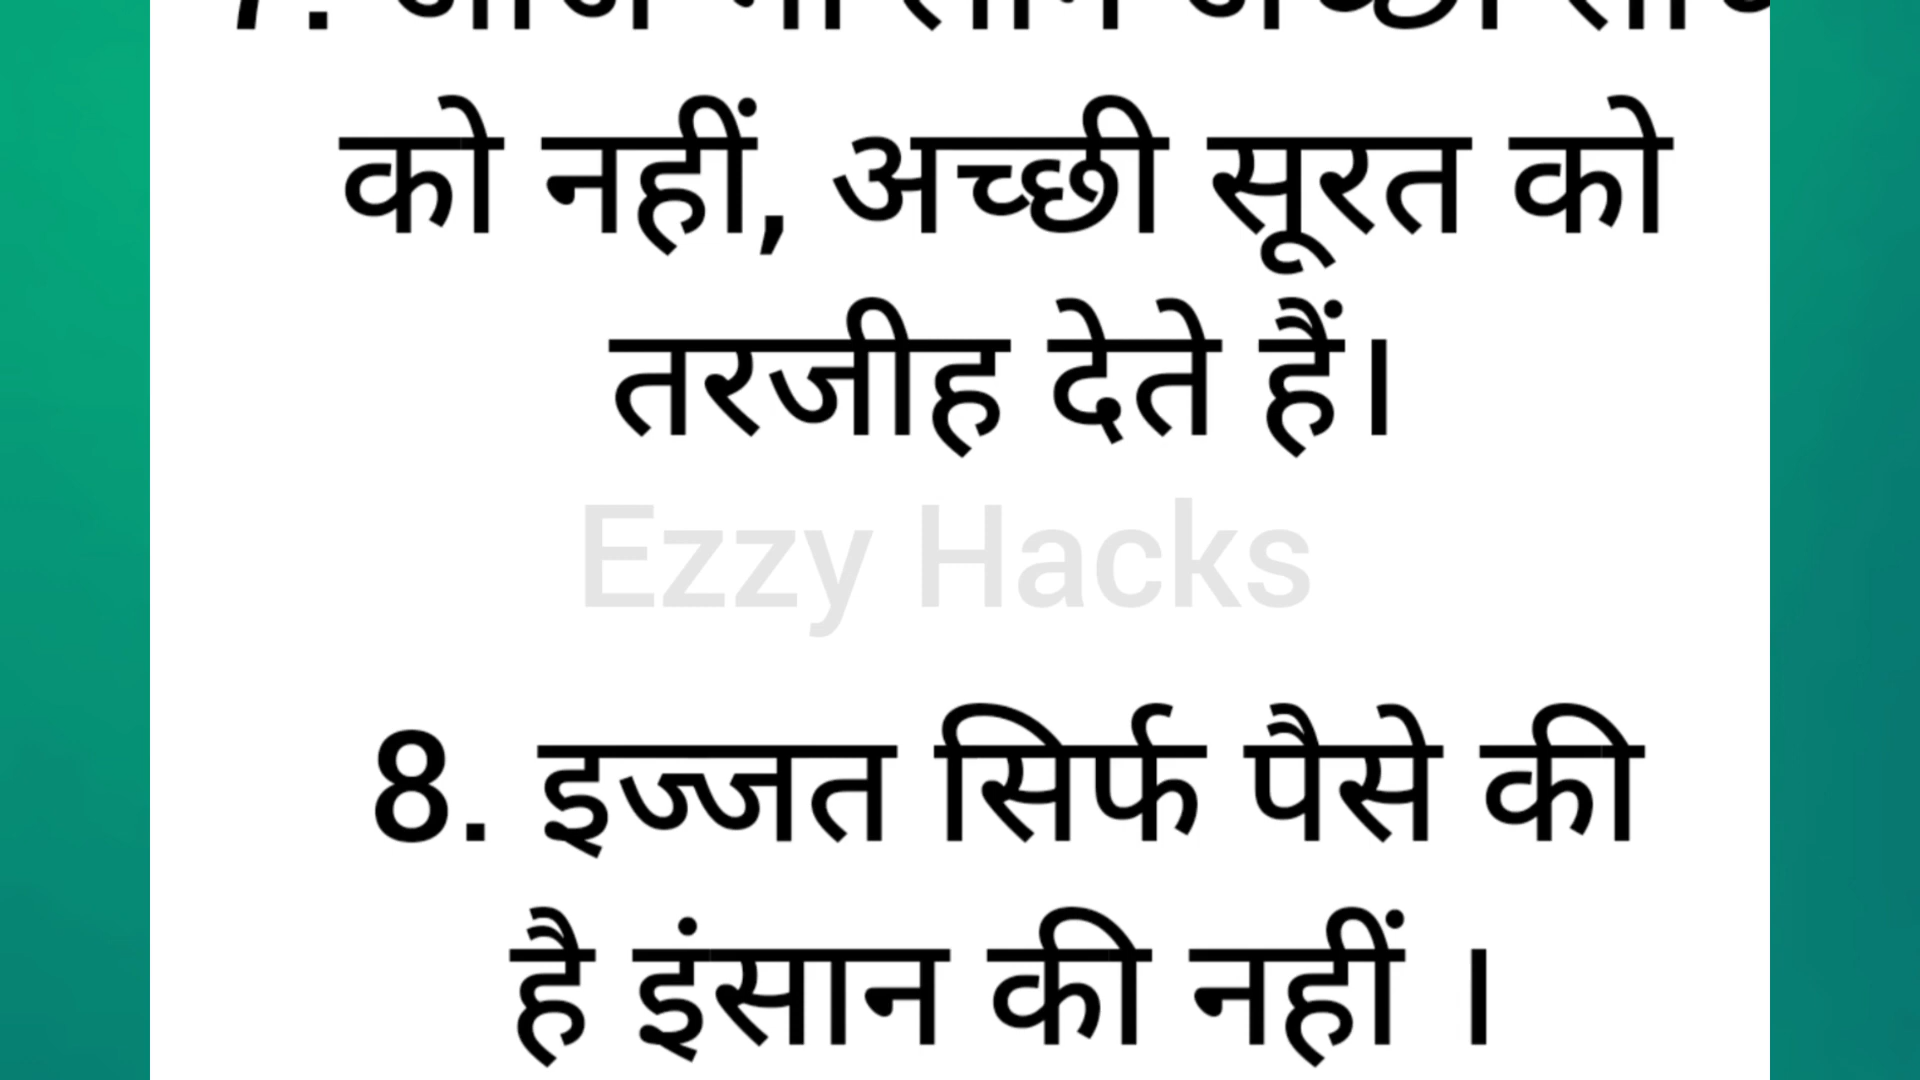 को नहीं, अच्छी सूरत को
तरजीह देते हैं।
Ezzy Hacks
8. इज्जत सिर्फ पैसे की
है इंसान की नहीं ।